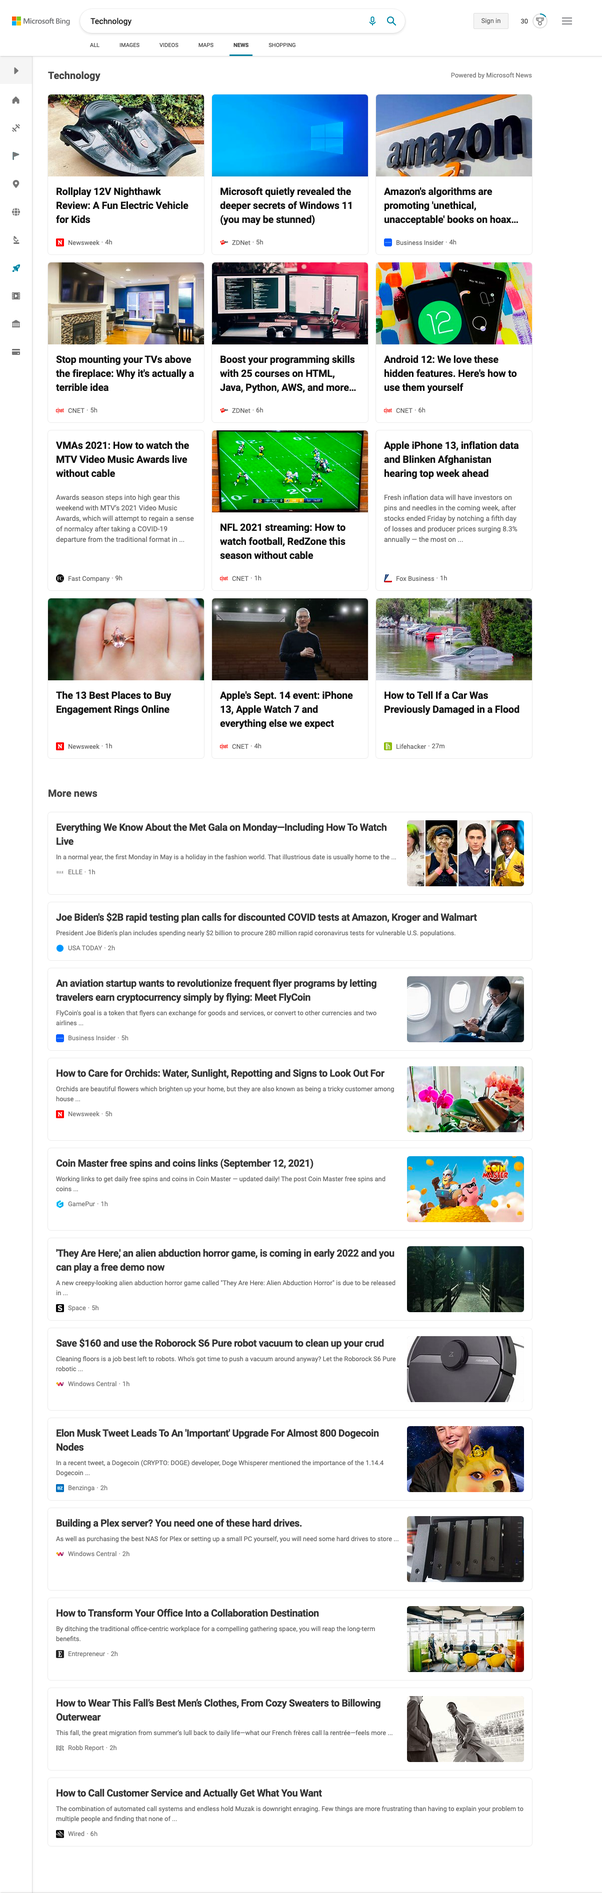 Microsoft Bing
Technology
Sign in
30
ALL IMAGES VIDEOS MAPS NEWS SHOPPING
Technology
Powered by Microsoft News
amazon
Rollplay 12V Nighthawk
Review: A Fun Electric Vehicle
for Kids
Newsweek · 4h
Microsoft quietly revealed the
deeper secrets of Windows 11
(you may be stunned)
ZDNet · 5h
Amazon's algorithms are
promoting 'unethical,
unacceptable' books on hoax...
Business Insider · 4h
12
Stop mounting your TVs above
the fireplace: Why it's actually a
terrible idea
CNET · 5h
Boost your programming skills
with 25 courses on HTML,
Java, Python, AWS, and more...
ZDNet · 6h
Android 12: We love these
hidden features. Here's how to
use them yourself
CNET · 6h
VMAs 2021: How to watch the
MTV Video Music Awards live
without cable
Awards season steps into high gear this
weekend with MTV's 2021 Video Music
Awards, which will attempt to regain a sense
of normalcy after taking a COVID-19
departure from the traditional format in ...
Fast Company · 9h
NFL 2021 streaming: How to
watch football, RedZone this
season without cable
CNET · 1h
Apple iPhone 13, inflation data
and Blinken Afghanistan
hearing top week ahead
Fresh inflation data will have investors on
pins and needles in the coming week, after
stocks ended Friday by notching a fifth day
of losses and producer prices surging 8.3%
annually — the most on ...
Fox Business · 1h
The 13 Best Places to Buy
Engagement Rings Online
Newsweek · 1h
Apple's Sept. 14 event: iPhone
13, Apple Watch 7 and
everything else we expect
CNET · 4h
How to Tell If a Car Was
Previously Damaged in a Flood
Lifehacker · 27m
More news
Everything We Know About the Met Gala on Monday—Including How To Watch
Live
In a normal year, the first Monday in May is a holiday in the fashion world. That illustrious date is usually home to the ...
ELLE · 1h
Joe Biden's $2B rapid testing plan calls for discounted COVID tests at Amazon, Kroger and Walmart
President Joe Biden's plan includes spending nearly $2 billion to procure 280 million rapid coronavirus tests for vulnerable U.S. populations.
USA TODAY · 2h
An aviation startup wants to revolutionize frequent flyer programs by letting
travelers earn cryptocurrency simply by flying: Meet FlyCoin
FlyCoin's goal is a token that flyers can exchange for goods and services, or convert to other currencies and two
airlines ...
Business Insider · 5h
How to Care for Orchids: Water, Sunlight, Repotting and Signs to Look Out For
Orchids are beautiful flowers which brighten up your home, but they are also known as being a tricky customer among
house ...
Newsweek · 5h
Coin Master free spins and coins links (September 12, 2021)
Working links to get daily free spins and coins in Coin Master — updated daily! The post Coin Master free spins and
coins ...
GamePur · 1h
COIN
MASTER
'They Are Here,' an alien abduction horror game, is coming in early 2022 and you
can play a free demo now
A new creepy-looking alien abduction horror game called "They Are Here: Alien Abduction Horror" is due to be released
in ...
Space · 5h
Save $160 and use the Roborock S6 Pure robot vacuum to clean up your crud
Cleaning floors is a job best left to robots. Who's got time to push a vacuum around anyway? Let the Roborock S6 Pure
robotic ...
Windows Central · 1h
Elon Musk Tweet Leads To An 'Important' Upgrade For Almost 800 Dogecoin
Nodes
In a recent tweet, a Dogecoin (CRYPTO: DOGE) developer, Doge Whisperer mentioned the importance of the 1.14.4
Dogecoin ...
Benzinga · 2h
Building a Plex server? You need one of these hard drives.
As well as purchasing the best NAS for Plex or setting up a small PC yourself, you will need some hard drives to store ...
Windows Central · 2h
How to Transform Your Office Into a Collaboration Destination
By ditching the traditional office-centric workplace for a compelling gathering space, you will reap the long-term
benefits.
Entrepreneur · 2h
How to Wear This Fall's Best Men's Clothes, From Cozy Sweaters to Billowing
Outerwear
This fall, the great migration from summer's lull back to daily life—what our French frères call la rentrée—feels more ...
Robb Report · 2h
How to Call Customer Service and Actually Get What You Want
The combination of automated call systems and endless hold Muzak is downright enraging. Few things are more frustrating than having to explain your problem to
multiple people and finding that none of ...
Wired · 6h